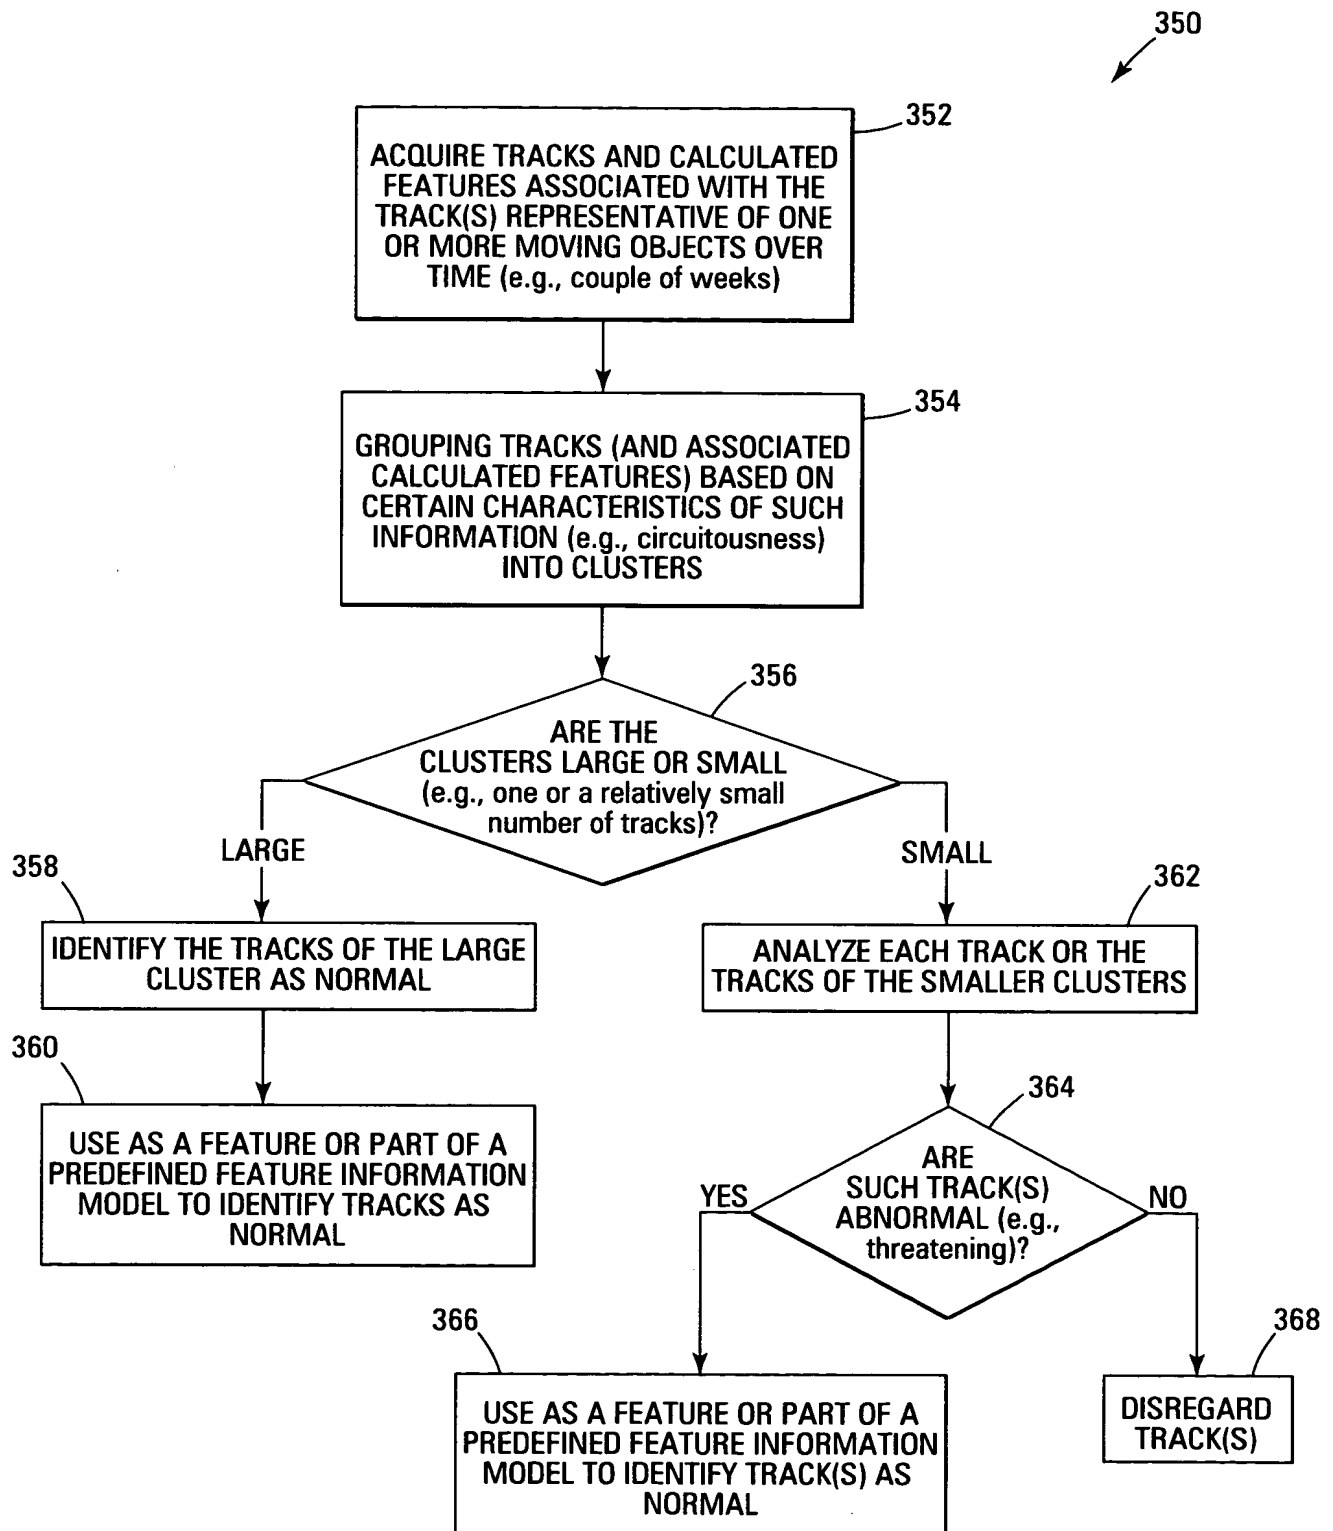 350
352
ACQUIRE TRACKS AND CALCULATED
FEATURES ASSOCIATED WITH THE
TRACK(S) REPRESENTATIVE OF ONE
OR MORE MOVING OBJECTS OVER
TIME (e.g., couple of weeks)
354
GROUPING TRACKS (AND ASSOCIATED
CALCULATED FEATURES) BASED ON
CERTAIN CHARACTERISTICS OF SUCH
INFORMATION (e.g., circuitousness)
INTO CLUSTERS
356
ARE THE
CLUSTERS LARGE OR SMALL
(e.g., one or a relatively small
number of tracks)?
LARGE
SMALL
358
IDENTIFY THE TRACKS OF THE LARGE
CLUSTER AS NORMAL
362
ANALYZE EACH TRACK OR THE
TRACKS OF THE SMALLER CLUSTERS
360
USE AS A FEATURE OR PART OF A
PREDEFINED FEATURE INFORMATION
MODEL TO IDENTIFY TRACKS AS
NORMAL
364
ARE
SUCH TRACK(S)
ABNORMAL (e.g.,
threatening)?
YES
NO
366
USE AS A FEATURE OR PART OF A
PREDEFINED FEATURE INFORMATION
MODEL TO IDENTIFY TRACK(S) AS
NORMAL
368
DISREGARD
TRACK(S)